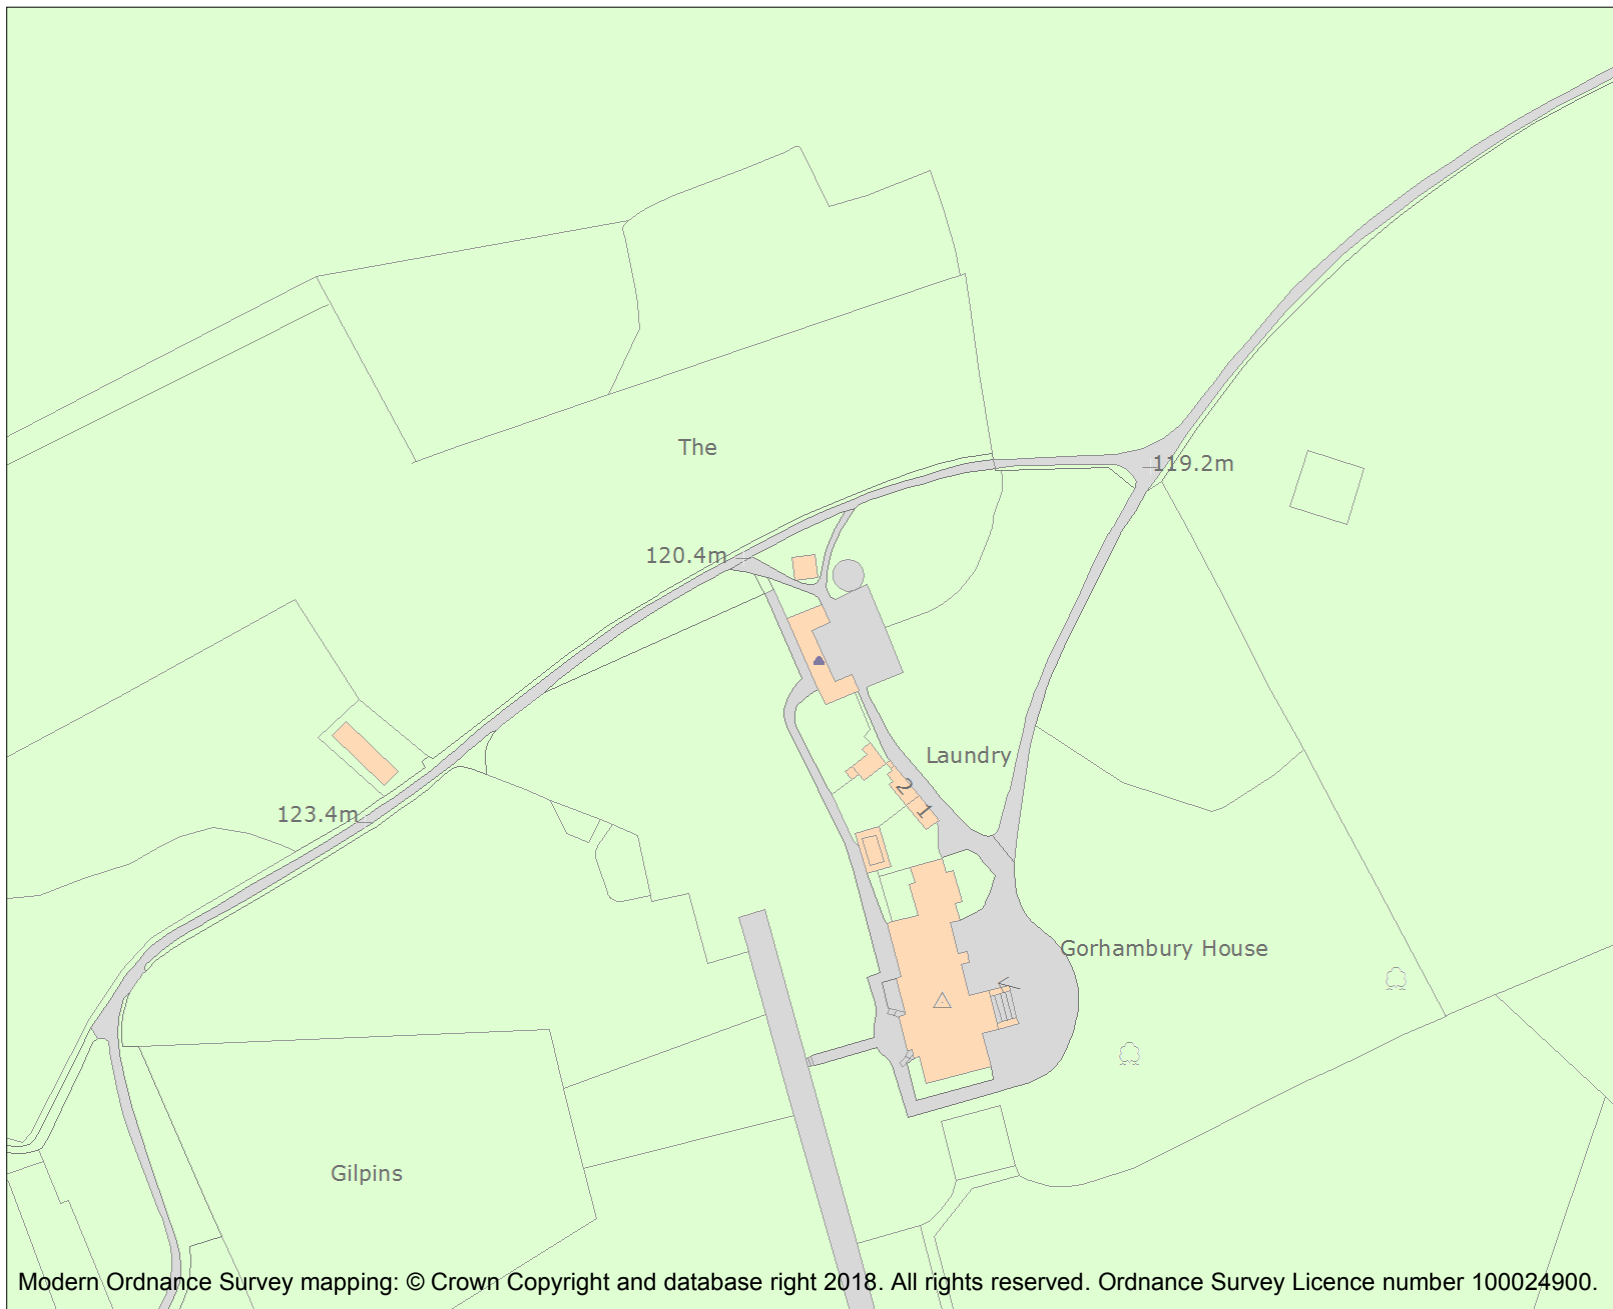 The
119.2m
120.4m
Laundry
2
1
123.4m
Gorhambury House
Gilpins
Modern Ordnance Survey mapping: © Crown Copyright and database right 2018. All rights reserved. Ordnance Survey Licence number 100024900.